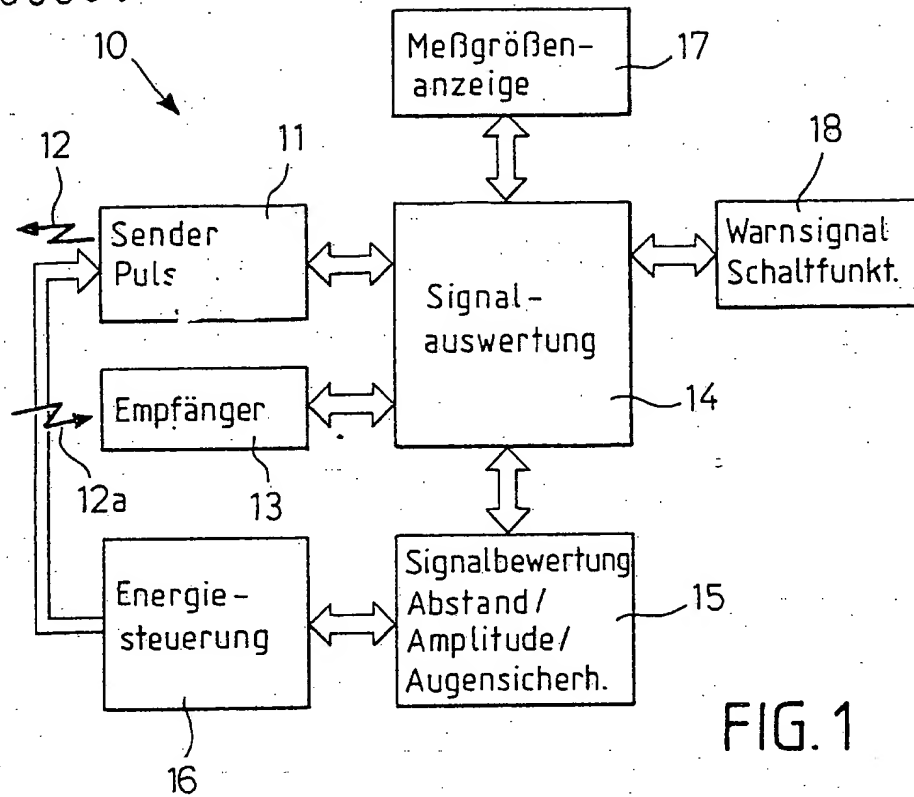 10
Meßgrößen-
anzeige
17
12
11
18
Sender
Puls
Signal-
auswertung
Warnsignal
Schaltfunkt.
14
Empfänger
12a
13
Energie-
steuerung
Signalbewertung
Abstand/
Amplitude/
Augensicherh.
15
16
FIG. 1